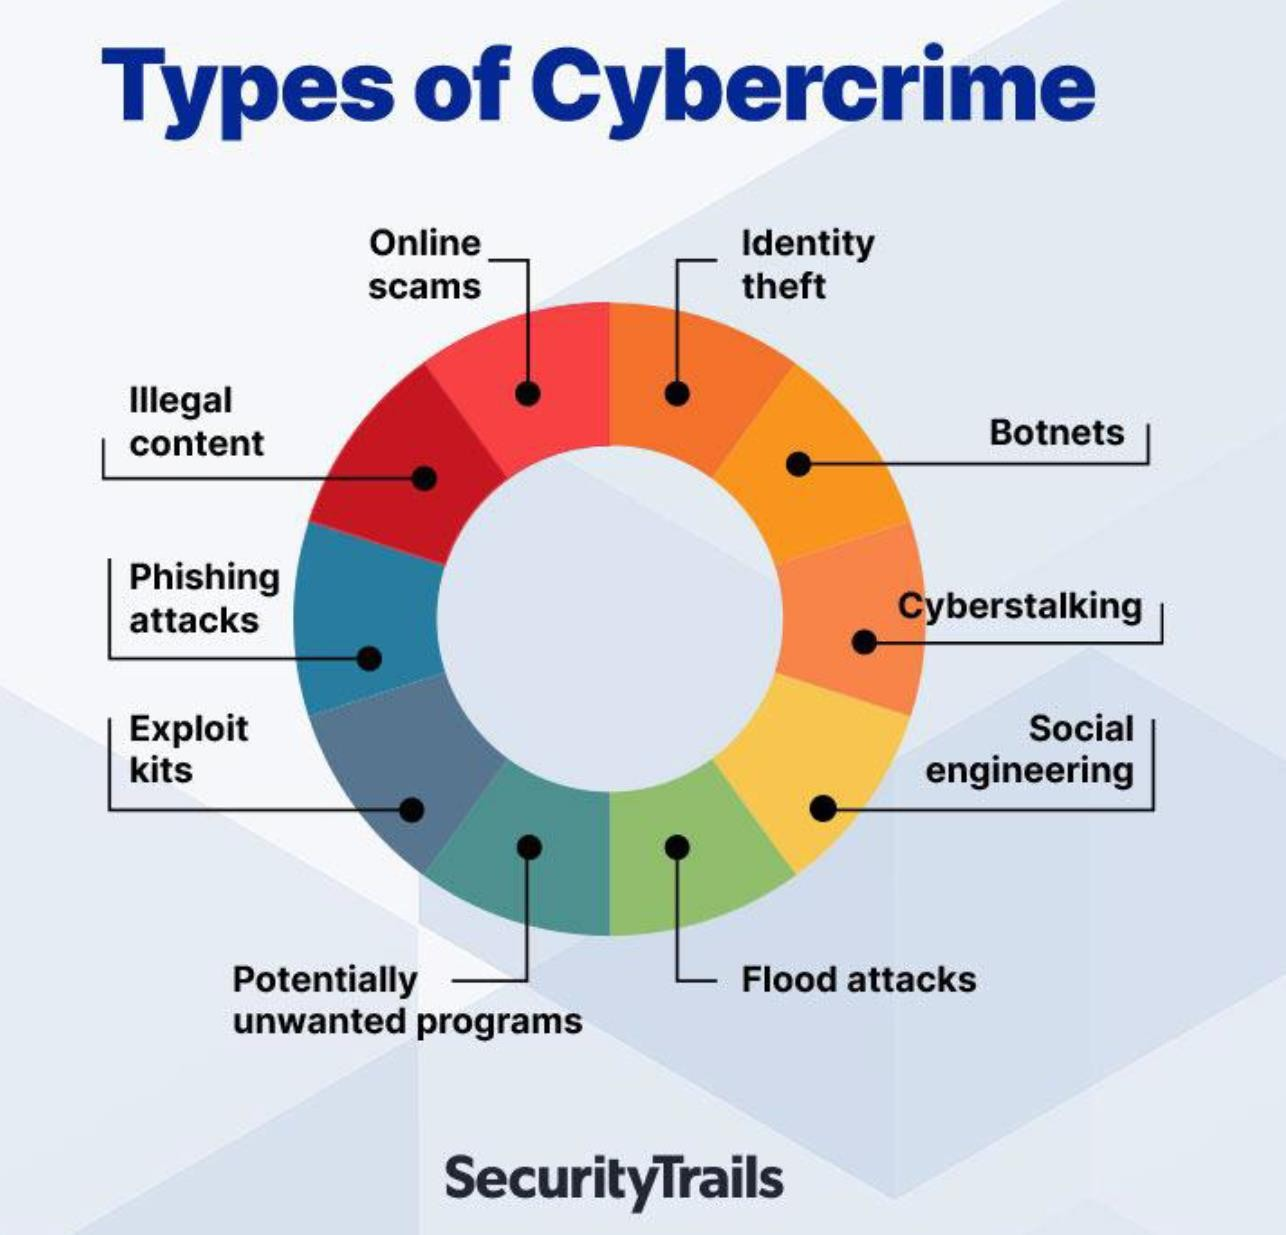 Types of Cybercrime
Online
scams
Identity
theft
Illegal
content
Botnets
Phishing
attacks
Cyberstalking
Exploit
kits
Social
engineering
Potentially
unwanted programs
Flood attacks
SecurityTrails